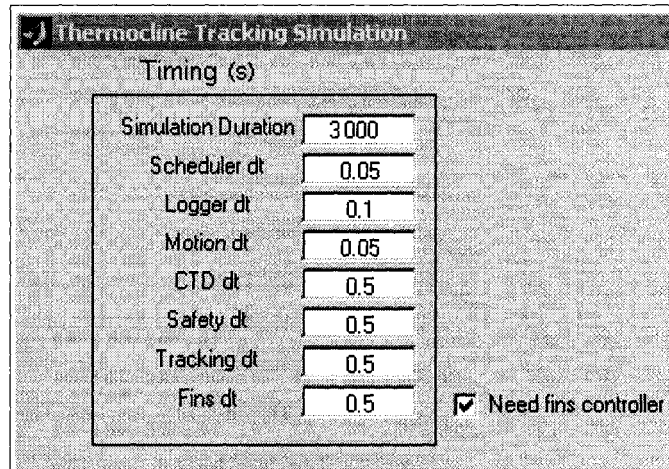 Thermocline Tracking Simulation
Timing (s)
Simulation Duration 3000
Scheduler dt 0.05
Logger dt 0.1
Motion dt 0.05
CTD dt 0.5
Safety dt 0.5
Tracking dt 0.5
Fins dt 0.5 Need fins controller